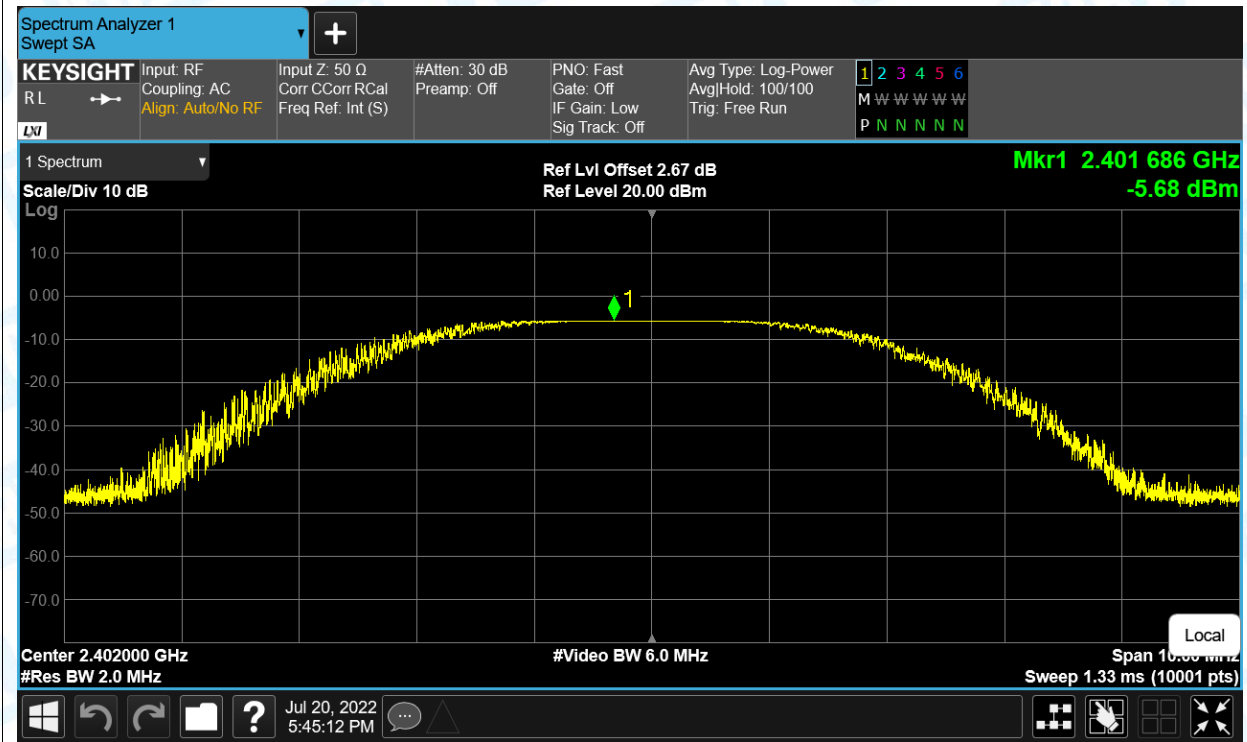 Spectrum Analyzer 1
Swept SA
KEYSIGHT
R L
LXI
Input: RF
Coupling: AC
Align: Auto/No RF
Input Z: 50 Ω
Corr CCorr RCal
Freq Ref: Int (S)
#Atten: 30 dB
Preamp: Off
PNO: Fast
Gate: Off
IF Gain: Low
Sig Track: Off
Avg Type: Log-Power
Avg|Hold: 100/100
Trig: Free Run
1 2 3 4 5 6
M W W W W W
P N N N N N
1 Spectrum
Scale/Div 10 dB
Log
Ref Lvl Offset 2.67 dB
Ref Level 20.00 dBm
Mkr1 2.401 686 GHz
-5.68 dBm
10.0
0.00
1
-10.0
-20.0
-30.0
-40.0
-50.0
-60.0
-70.0
Local
Center 2.402000 GHz
#Video BW 6.0 MHz
Span 10.00 MHz
#Res BW 2.0 MHz
Sweep 1.33 ms (10001 pts)
?
Jul 20, 2022
5:45:12 PM